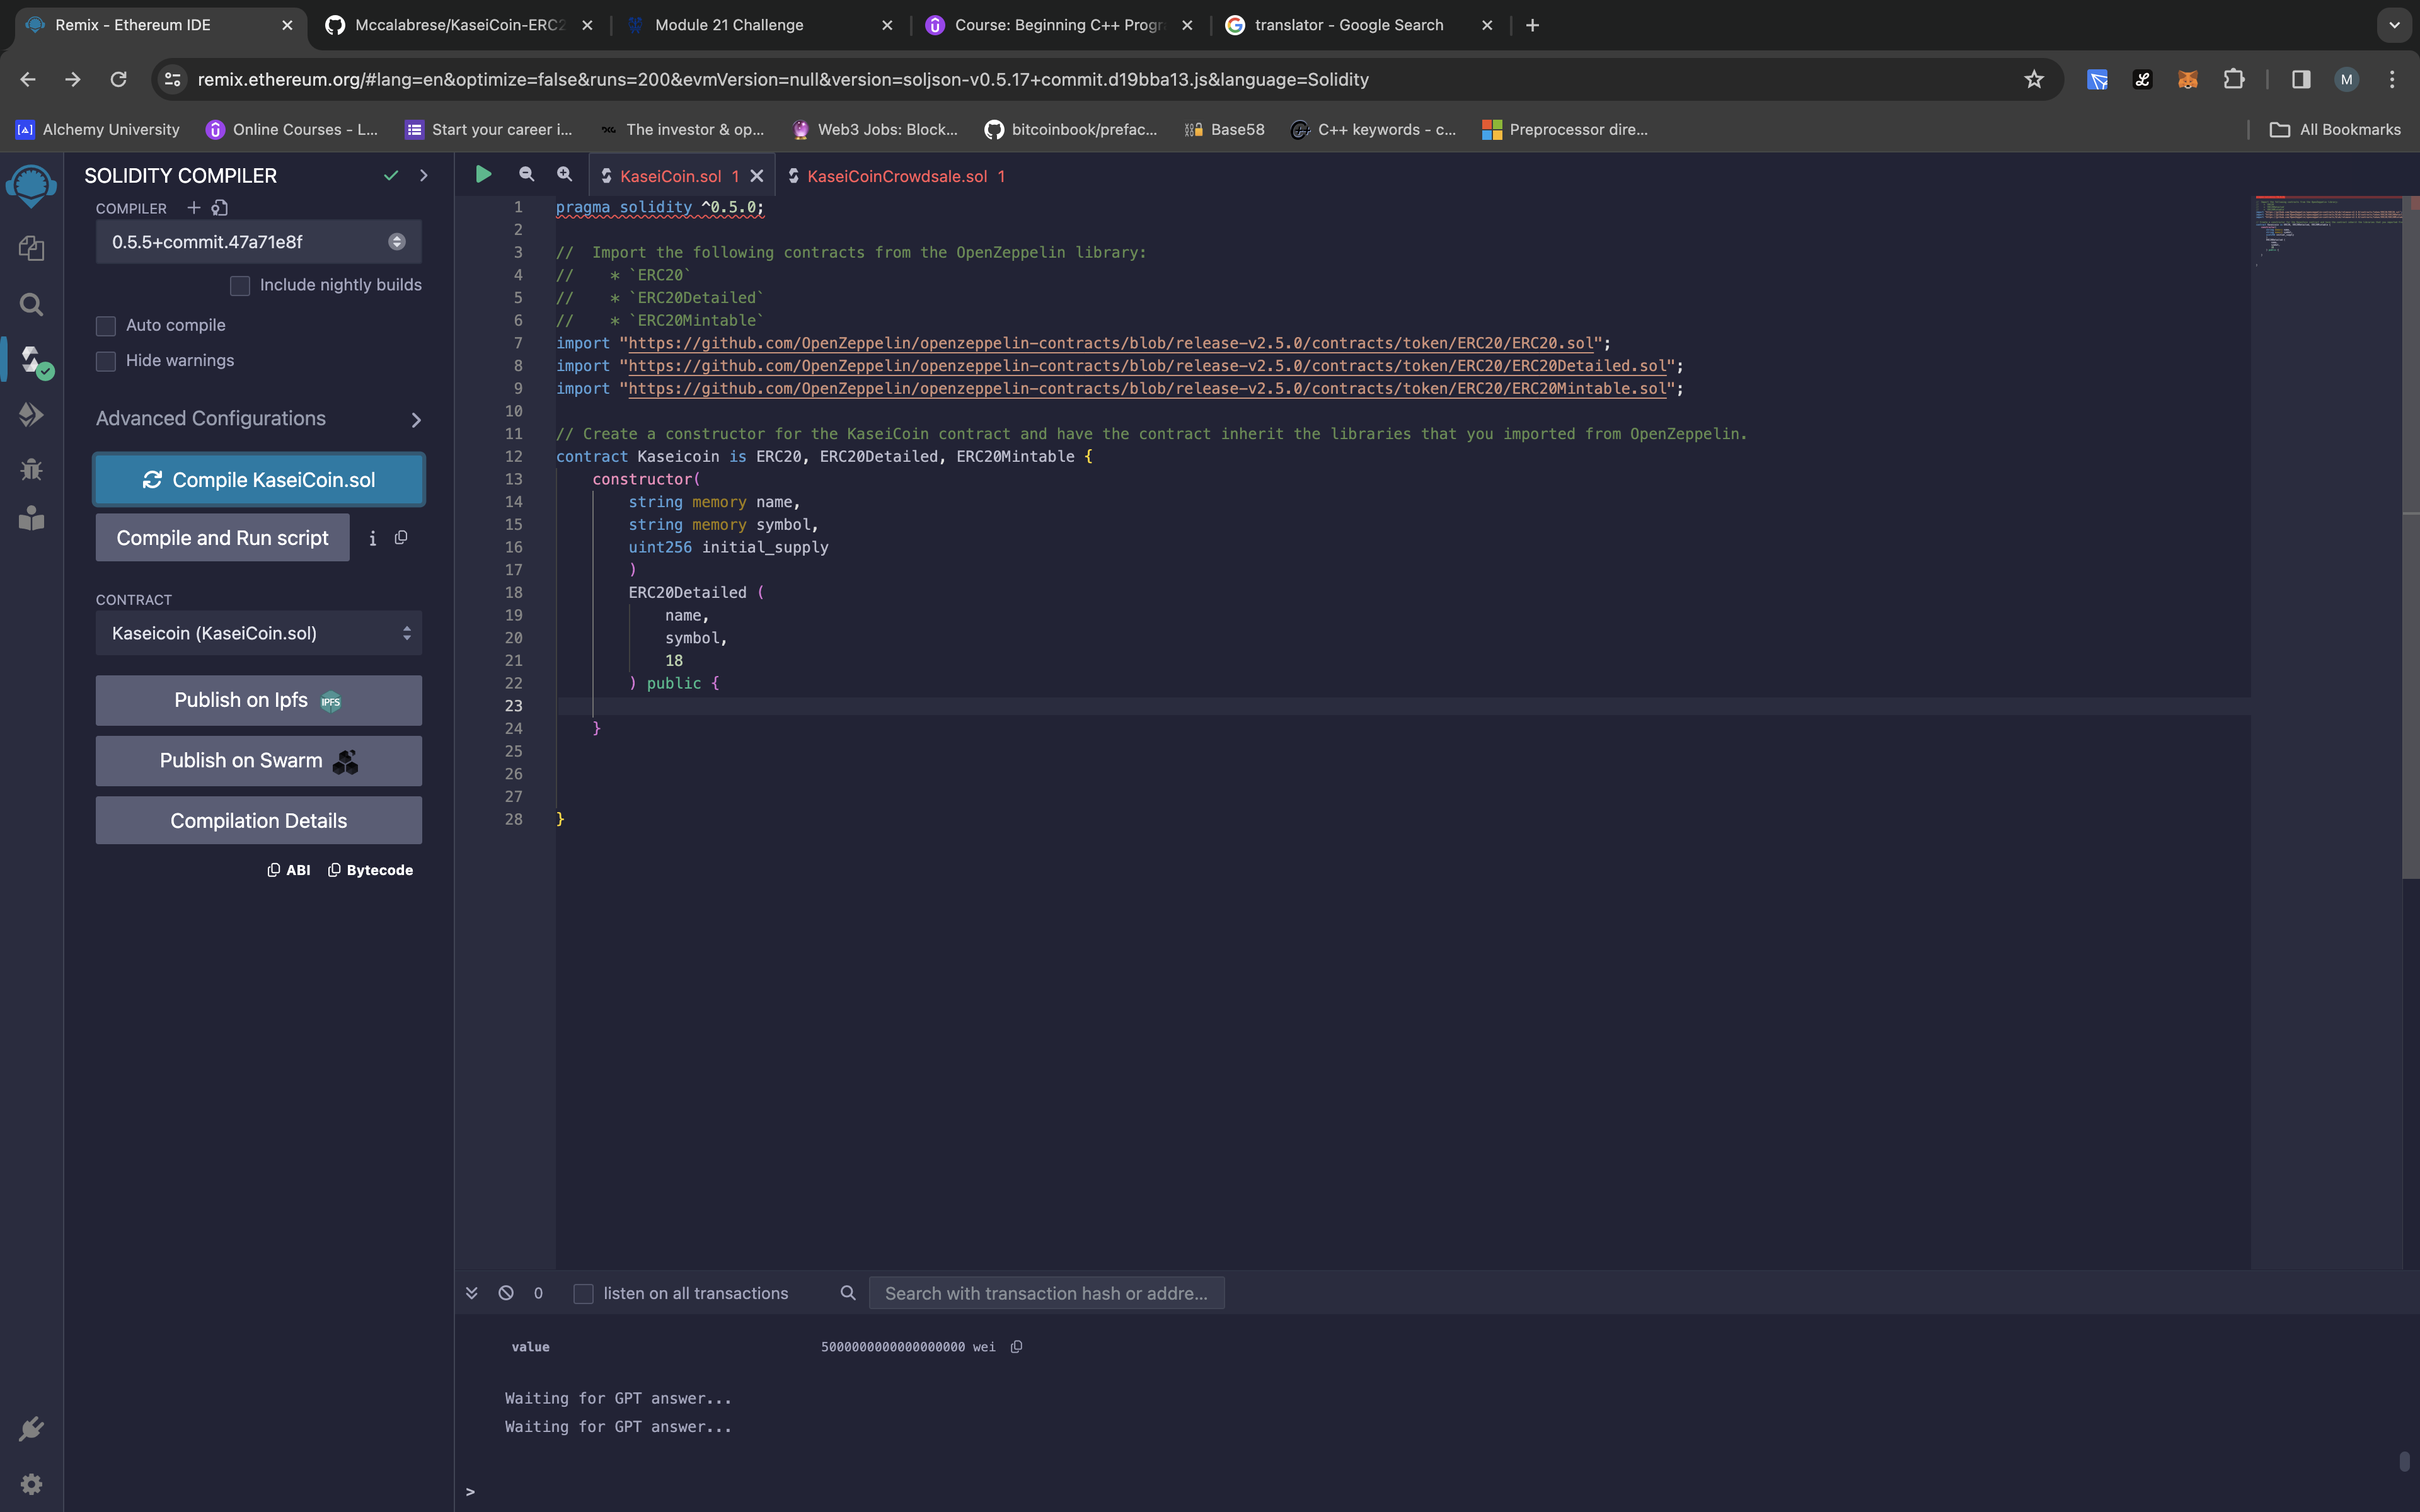 Remix - Ethereum IDE
Mccalabrese/KaseiCoin-ERC2
Module 21 Challenge
Course: Beginning C++ Progr
translator - Google Search
remix.ethereum.org/#lang=en&optimize=false&runs=200&evmVersion=null&version=soljson-v0.5.17+commit.d19bba13.js&language=Solidity
M
Alchemy University
Online Courses - L...
Start your career i...
The investor & op...
Web3 Jobs: Block...
bitcoinbook/prefac...
Base58
C++ keywords - c...
Preprocessor dire...
All Bookmarks
SOLIDITY COMPILER
COMPILER
0.5.5+commit.47a71e8f
Include nightly builds
Auto compile
Hide warnings
Advanced Configurations
Compile KaseiCoin.sol
Compile and Run script
i
CONTRACT
Kaseicoin (KaseiCoin.sol)
Publish on Ipfs IPFS
Publish on Swarm
Compilation Details
ABI Bytecode
KaseiCoin.sol 1
KaseiCoinCrowdsale.sol 1
1 pragma solidity ^0.5.0;
2
3 //  Import the following contracts from the OpenZeppelin library:
4 //    * `ERC20`
5 //    * `ERC20Detailed`
6 //    * `ERC20Mintable`
7 import "https://github.com/OpenZeppelin/openzeppelin-contracts/blob/release-v2.5.0/contracts/token/ERC20/ERC20.sol";
8 import "https://github.com/OpenZeppelin/openzeppelin-contracts/blob/release-v2.5.0/contracts/token/ERC20/ERC20Detailed.sol";
9 import "https://github.com/OpenZeppelin/openzeppelin-contracts/blob/release-v2.5.0/contracts/token/ERC20/ERC20Mintable.sol";
10
11 // Create a constructor for the KaseiCoin contract and have the contract inherit the libraries that you imported from OpenZeppelin.
12 contract Kaseicoin is ERC20, ERC20Detailed, ERC20Mintable {
13     constructor(
14         string memory name,
15         string memory symbol,
16         uint256 initial_supply
17         )
18         ERC20Detailed (
19             name,
20             symbol,
21             18
22         ) public {
23
24     }
25
26
27
28 }
0
listen on all transactions
Search with transaction hash or addre...
value 5000000000000000000 wei
Waiting for GPT answer...
Waiting for GPT answer...
>